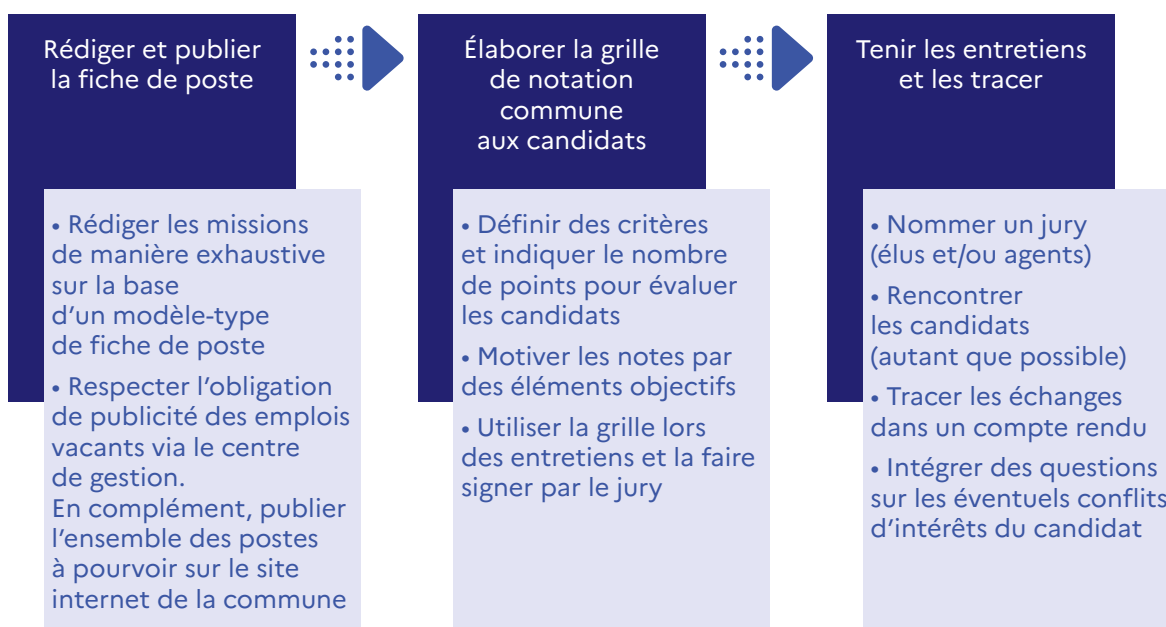 Rédiger et publier
la fiche de poste
• Rédiger les missions
de manière exhaustive
sur la base
d’un modèle-type
de fiche de poste
• Respecter l’obligation
de publicité des emplois
vacants via le centre
de gestion.
En complément, publier
l’ensemble des postes
à pourvoir sur le site
internet de la commune
Élaborer la grille
de notation
commune
aux candidats
• Définir des critères
et indiquer le nombre
de points pour évaluer
les candidats
• Motiver les notes par
des éléments objectifs
• Utiliser la grille lors
des entretiens et la faire
signer par le jury
Tenir les entretiens
et les tracer
• Nommer un jury
(élus et/ou agents)
• Rencontrer
les candidats
(autant que possible)
• Tracer les échanges
dans un compte rendu
• Intégrer des questions
sur les éventuels conflits
d’intérêts du candidat